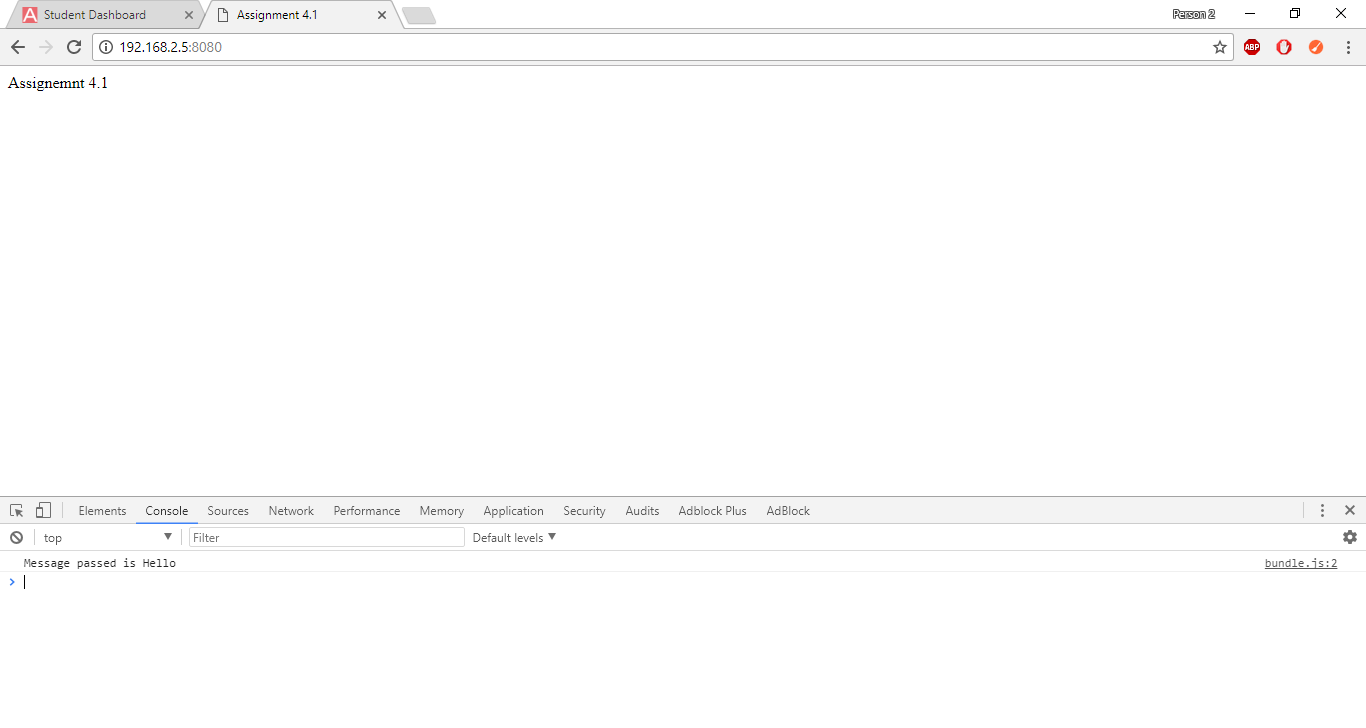 Student Dashboard
Assignment 4.1
Person 2
192.168.2.5:8080
ABP
Assignemnt 4.1
Elements Console Sources Network Performance Memory Application Security Audits Adblock Plus AdBlock
top Filter Default levels
Message passed is Hello bundle.js:2